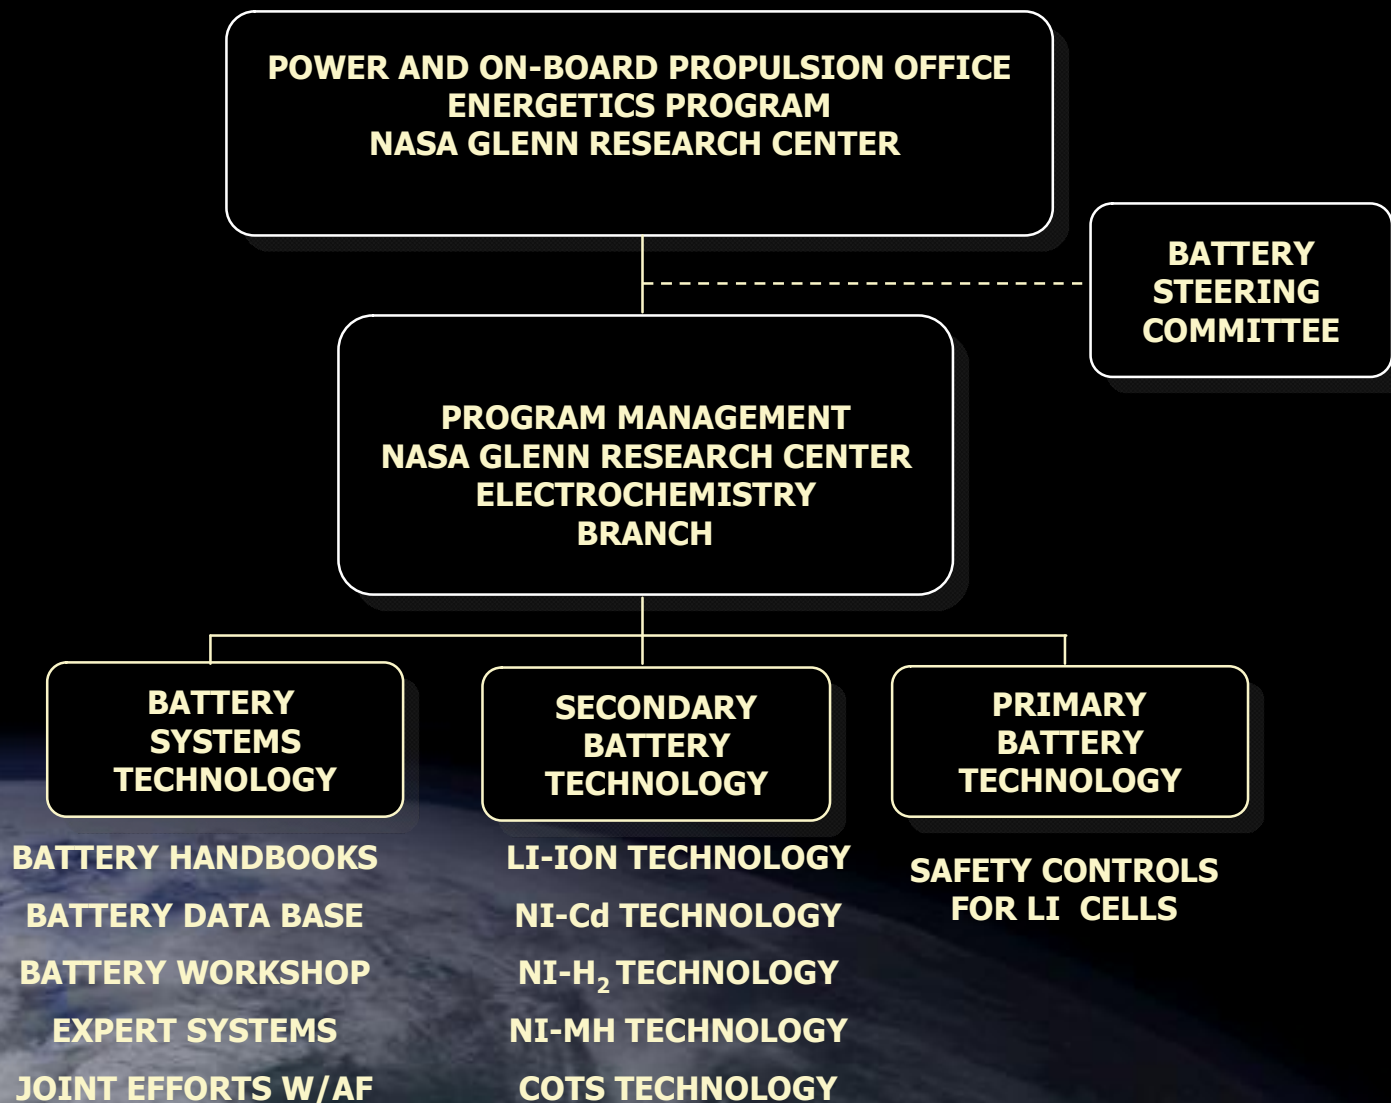 POWER AND ON-BOARD PROPULSION OFFICE
ENERGETICS PROGRAM
NASA GLENN RESEARCH CENTER
BATTERY
STEERING
COMMITTEE
PROGRAM MANAGEMENT
NASA GLENN RESEARCH CENTER
ELECTROCHEMISTRY
BRANCH
BATTERY
SYSTEMS
TECHNOLOGY
BATTERY HANDBOOKS
BATTERY DATA BASE
BATTERY WORKSHOP
EXPERT SYSTEMS
JOINT EFFORTS W/AF
SECONDARY
BATTERY
TECHNOLOGY
LI-ION TECHNOLOGY
NI-Cd TECHNOLOGY
NI-H₂ TECHNOLOGY
NI-MH TECHNOLOGY
COTS TECHNOLOGY
PRIMARY
BATTERY
TECHNOLOGY
SAFETY CONTROLS
FOR LI CELLS